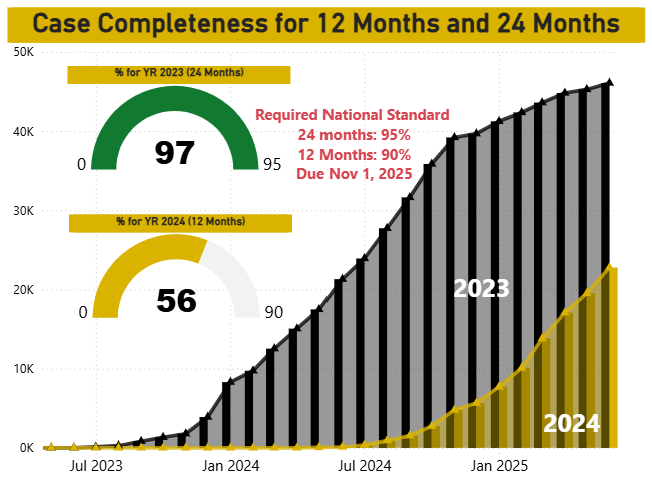 Case Completeness for 12 Months and 24 Months
50K
% for YR 2023 (24 Months)
97
0
95
Required National Standard
24 months: 95%
12 Months: 90%
Due Nov 1, 2025
40K
30K
% for YR 2024 (12 Months)
56
0
90
20K
2023
10K
2024
0K
Jul 2023
Jan 2024
Jul 2024
Jan 2025